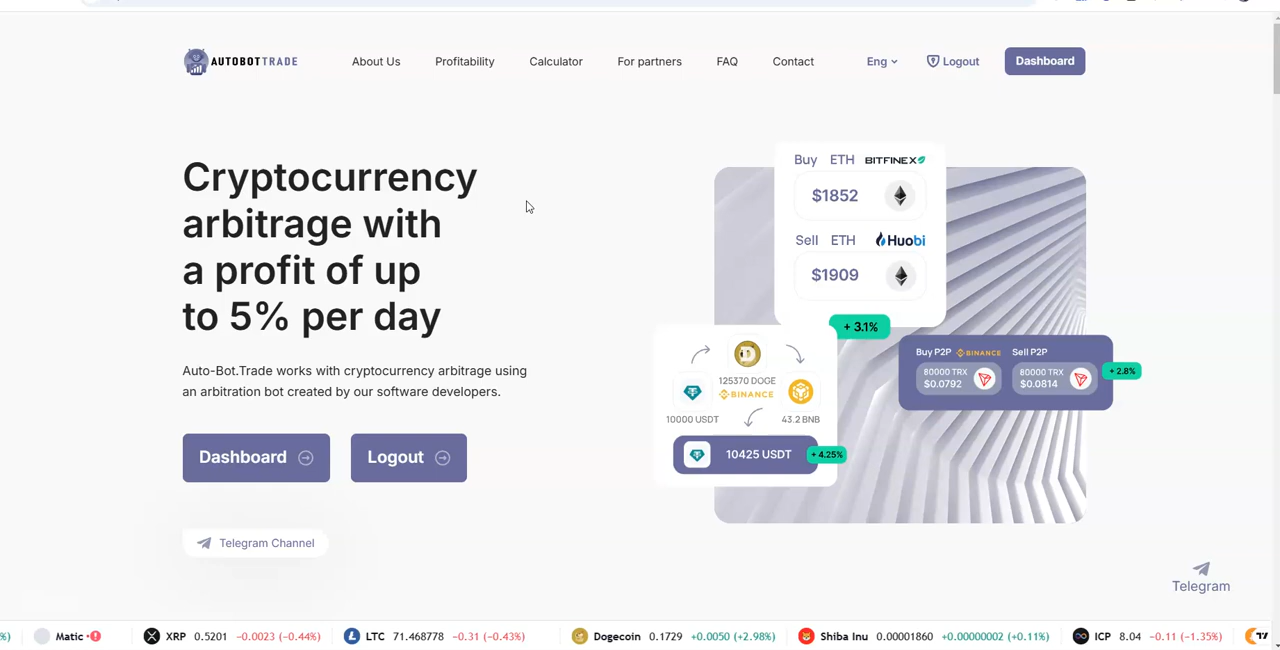 AUTOBOTTRADE
About Us
Profitability
Calculator
For partners
FAQ
Contact
Eng
Logout
Dashboard
Cryptocurrency
arbitrage with
a profit of up
to 5% per day
Auto-Bot.Trade works with cryptocurrency arbitrage using
an arbitration bot created by our software developers.
Dashboard
Logout
Telegram Channel
Buy ETH BITFINEX
$1852
Sell ETH Huobi
$1909
+ 3.1%
125370 DOGE
BINANCE
10000 USDT
43.2 BNB
10425 USDT
+ 4.25%
Buy P2P BINANCE Sell P2P
80000 TRX
$0.0792
80000 TRX
$0.0814
+ 2.8%
Telegram
%) Matic XRP 0.5201 −0.0023 (−0.44%) LTC 71.468778 −0.31 (−0.43%) Dogecoin 0.1729 +0.0050 (+2.98%) Shiba Inu 0.00001860 +0.00000002 (+0.11%) ICP 8.04 −0.11 (−1.35%)